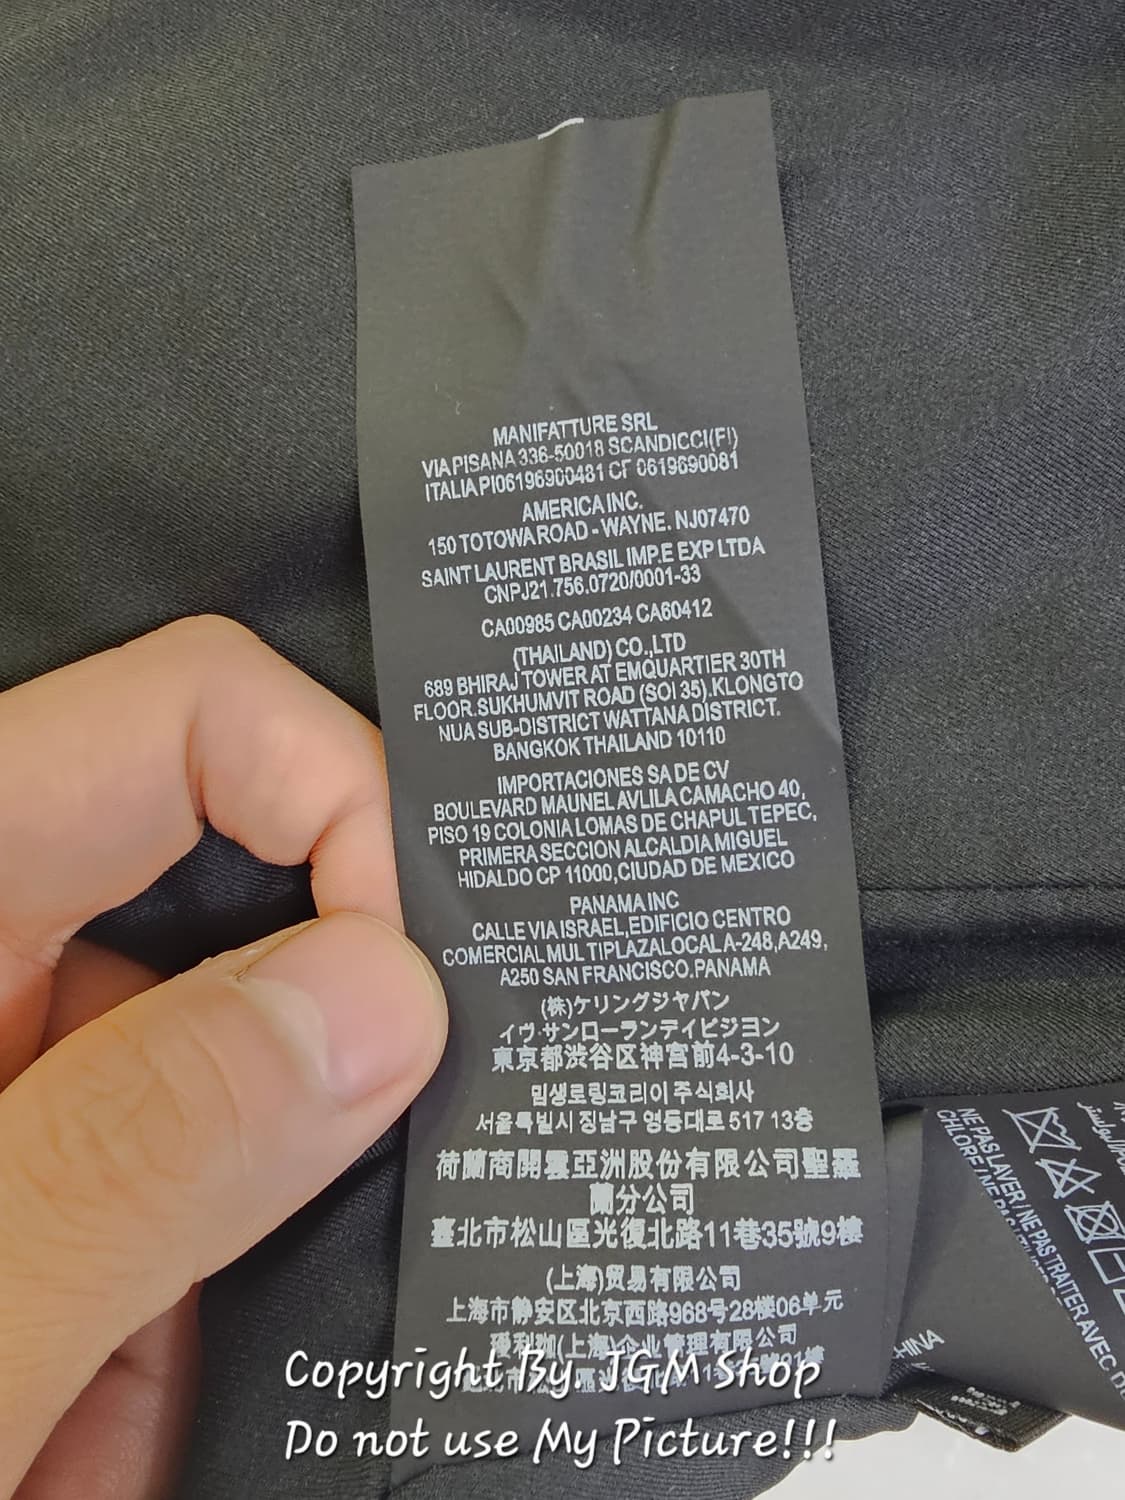 MANIFATTURE SRL
VIA PISANA 336-50018 SCANDICCI(FI)
ITALIA PI06196900481 CF 0619690081
AMERICA INC.
150 TOTOWA ROAD - WAYNE. NJ07470
SAINT LAURENT BRASIL IMP.E EXP LTDA
CNPJ21.756.0720/0001-33
CA00985 CA00234 CA60412
(THAILAND) CO.,LTD
689 BHIRAJ TOWER AT EMQUARTIER 30TH
FLOOR.SUKHUMVIT ROAD (SOI 35).KLONGTO
NUA SUB-DISTRICT WATTANA DISTRICT.
BANGKOK THAILAND 10110
IMPORTACIONES SA DE CV
BOULEVARD MAUNEL AVLILA CAMACHO 40,
PISO 19 COLONIA LOMAS DE CHAPUL TEPEC,
PRIMERA SECCION ALCALDIA MIGUEL
HIDALDO CP 11000,CIUDAD DE MEXICO
PANAMA INC
CALLE VIA ISRAEL,EDIFICIO CENTRO
COMERCIAL MUL TIPLAZALOCAL A-248,A249,
A250 SAN FRANCISCO.PANAMA
(株)ケリングジヤパン
イヴ·サンローランディビジヨン
東京都渋谷区神宮前4-3-10
밈생로링코리이 주식회사
서울특빌시 징남구 영등대로 517 13층
荷蘭商開雲亞洲股份有限公司聖羅
蘭分公司
臺北市松山區光復北路11巷35號9樓
(上海)贸易有限公司
上海市静安区北京西路968号28楼06单元
(上海)企业管理有限公司
Copyright By. JGM Shop
Do not use My Picture!!!
NE PAS LAVER / NE PAS TRAITER AVEC DU
CHLORE /
CHINA